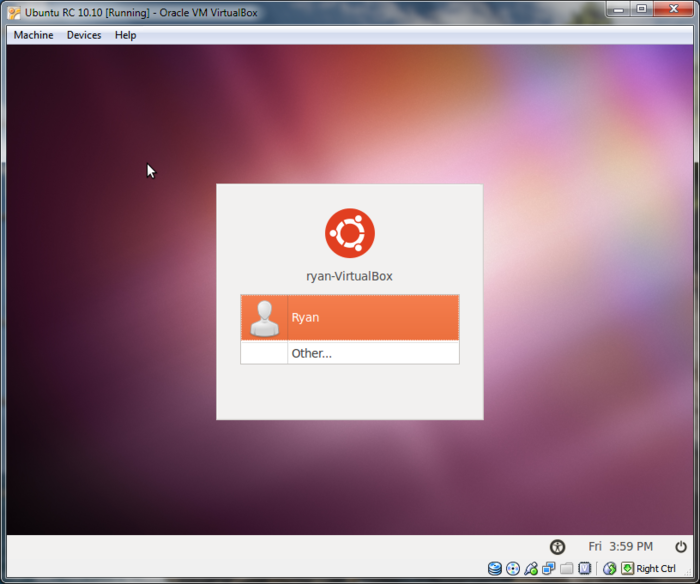 Ubuntu RC 10.10 [Running] - Oracle VM VirtualBox
Machine Devices Help
ryan-VirtualBox
Ryan
Other...
Fri 3:59 PM
Right Ctrl